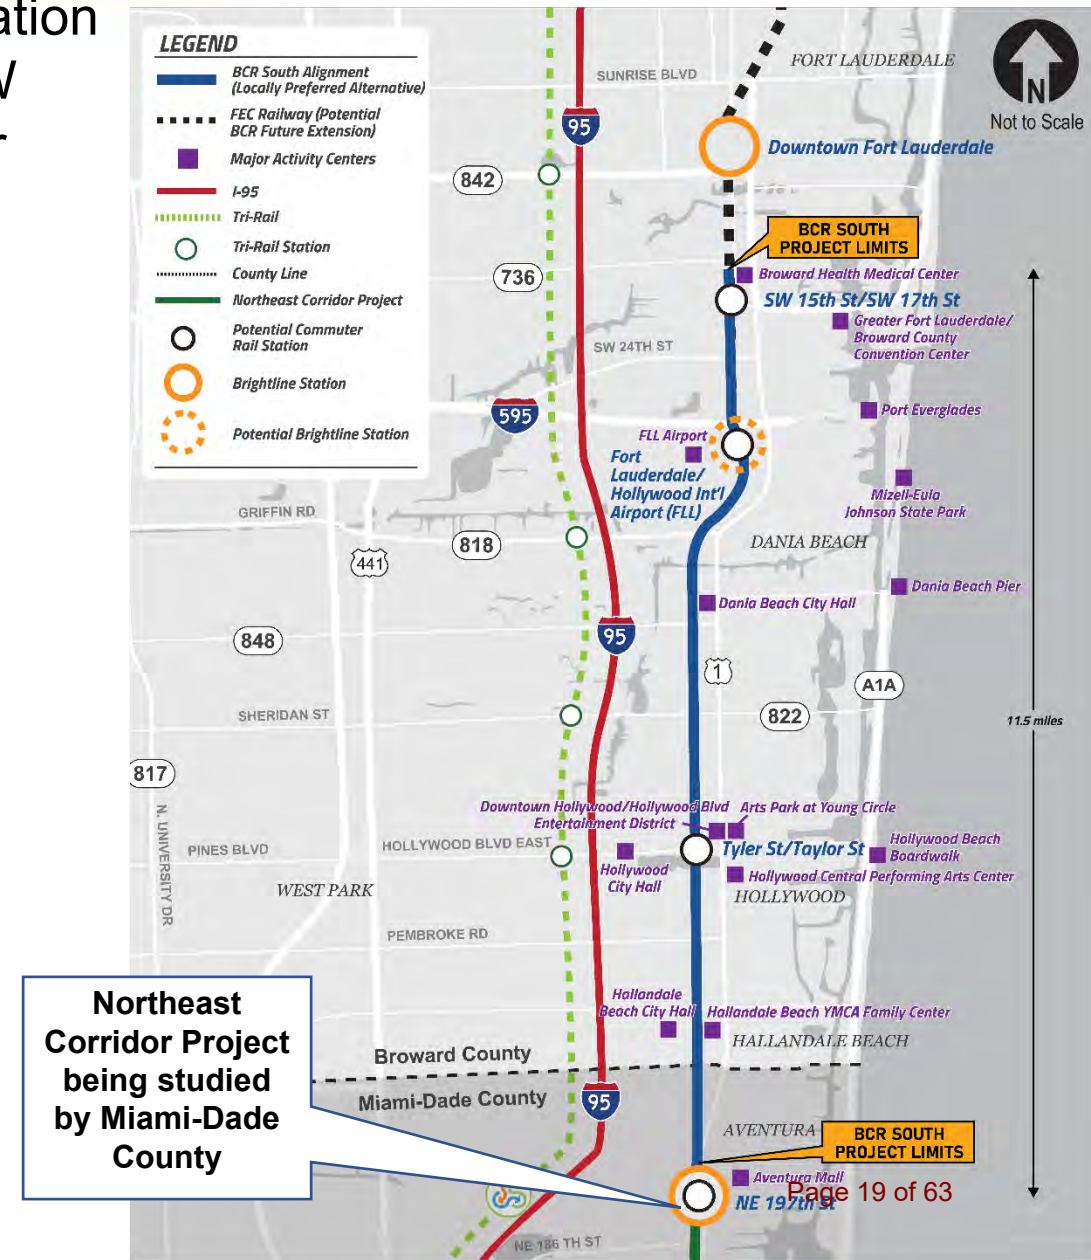 ation
LEGEND
BCR South Alignment
(Locally Preferred Alternative)
FEC Railway (Potential
BCR Future Extension)
Major Activity Centers
I-95
Tri-Rail
Tri-Rail Station
County Line
Northeast Corridor Project
Potential Commuter
Rail Station
Brightline Station
Potential Brightline Station
SUNRISE BLVD
FORT LAUDERDALE
N
Not to Scale
95
Downtown Fort Lauderdale
842
BCR SOUTH
PROJECT LIMITS
736
Broward Health Medical Center
SW 15th St/SW 17th St
Greater Fort Lauderdale/
Broward County
Convention Center
SW 24TH ST
595
Port Everglades
FLL Airport
Fort
Lauderdale/
Hollywood Int'l
Airport (FLL)
Mizell-Eula
Johnson State Park
GRIFFIN RD
818
441
DANIA BEACH
Dania Beach Pier
Dania Beach City Hall
848
95
1
A1A
SHERIDAN ST
822
11.5 miles
817
N. UNIVERSITY DR
Downtown Hollywood/Hollywood Blvd
Entertainment District
Arts Park at Young Circle
PINES BLVD
HOLLYWOOD BLVD EAST
Tyler St/Taylor St
Hollywood Beach
Boardwalk
Hollywood
City Hall
Hollywood Central Performing Arts Center
WEST PARK
HOLLYWOOD
PEMBROKE RD
Northeast
Corridor Project
being studied
by Miami-Dade
County
Hallandale
Beach City Hall
Hallandale Beach YMCA Family Center
HALLANDALE BEACH
Broward County
Miami-Dade County
95
AVENTURA
BCR SOUTH
PROJECT LIMITS
Aventura Mall
NE 197th St
Page 19 of 63
NE 186 TH ST